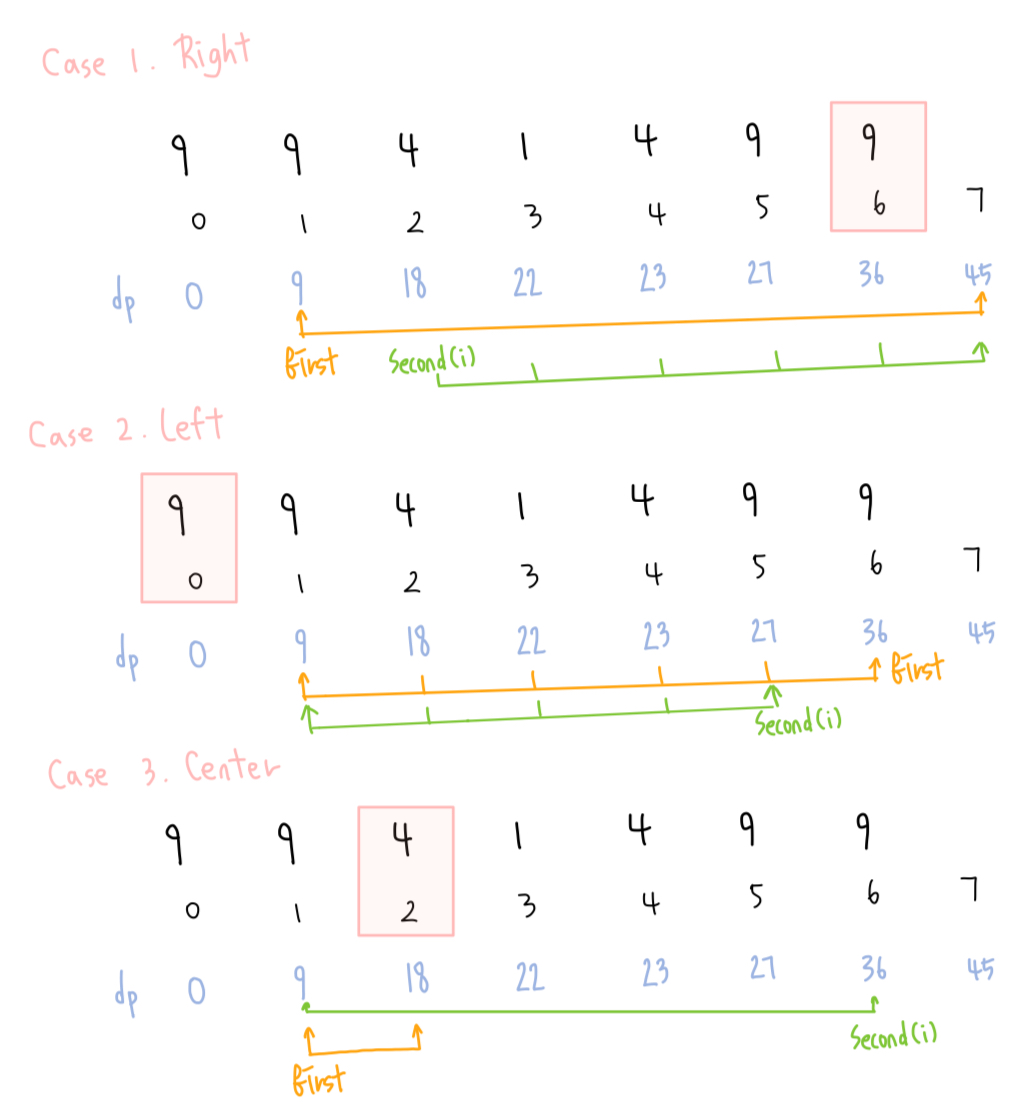 Case 1. Right
9 9 4 1 4 9 9
0 1 2 3 4 5 6 7
dp 0 9 18 22 23 27 36 45
First Second(i)
Case 2. Left
9 9 4 1 4 9 9
0 1 2 3 4 5 6 7
dp 0 9 18 22 23 27 36 45
First
Second(i)
Case 3. Center
9 9 4 1 4 9 9
0 1 2 3 4 5 6 7
dp 0 9 18 22 23 27 36 45
Second(i)
First